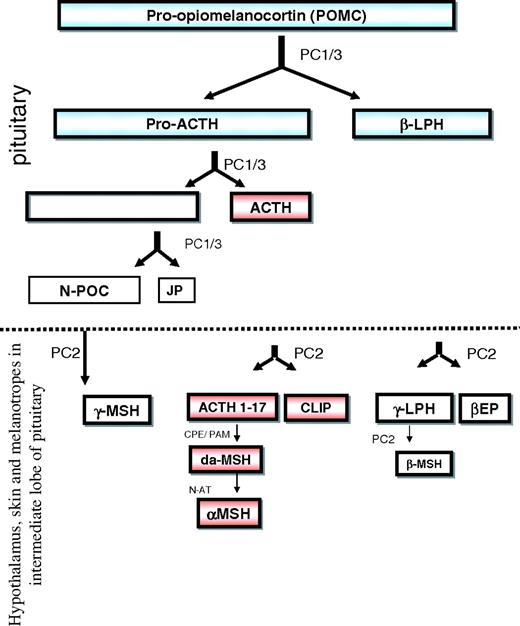 Pro-opiomelanocortin (POMC)
PC1/3
pituitary
Pro-ACTH
β-LPH
PC1/3
ACTH
PC1/3
N-POC
JP
Hypothalamus, skin and melanotropes in
intermediate lobe of pituitary
PC2
PC2
PC2
γ-MSH
ACTH 1-17
CLIP
γ-LPH
βEP
CPE/ PAM
PC2
da-MSH
β-MSH
N-AT
αMSH